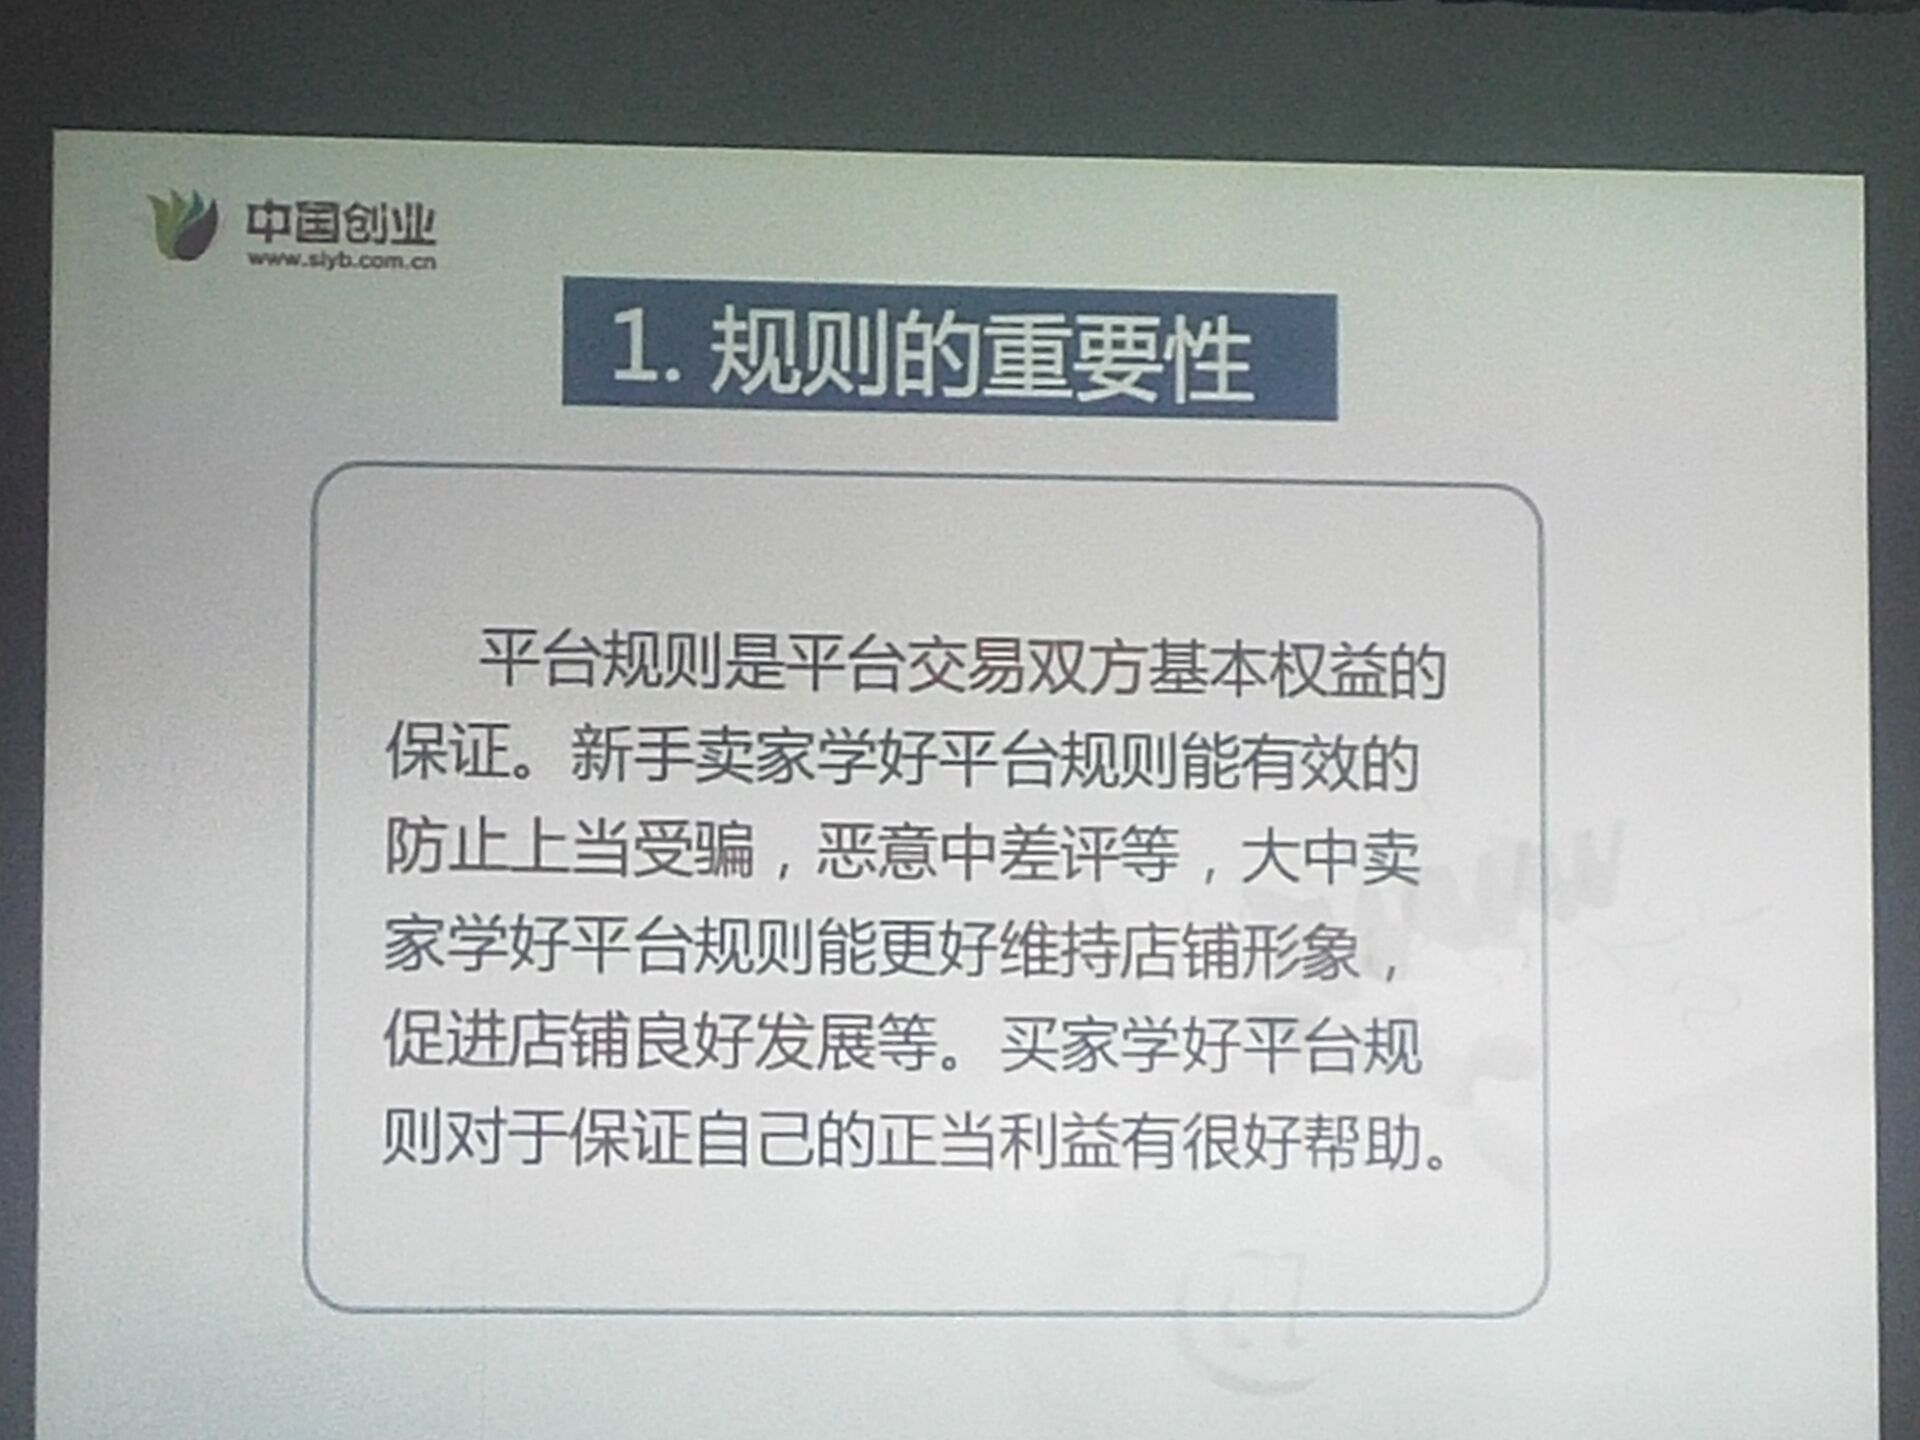 中国创业
www.siyb.com.cn
1. 规则的重要性
平台规则是平台交易双方基本权益的
保证。新手卖家学好平台规则能有效的
防止上当受骗，恶意中差评等，大中卖
家学好平台规则能更好维持店铺形象，
促进店铺良好发展等。买家学好平台规
则对于保证自己的正当利益有很好帮助。